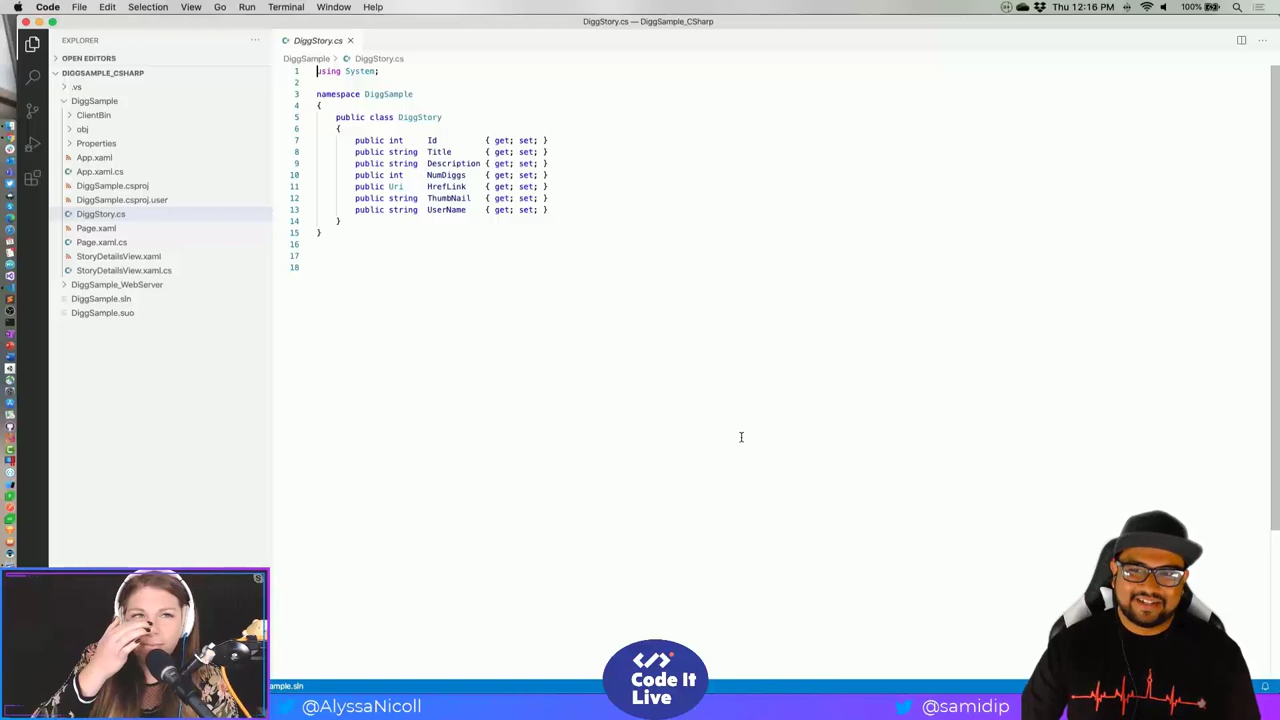 Code File Edit Selection View Go Run Terminal Window Help
100% Thu 12:16 PM
DiggStory.cs — DiggSample_CSharp
EXPLORER
OPEN EDITORS
DIGGSAMPLE_CSHARP
.vs
DiggSample
ClientBin
obj
Properties
App.xaml
App.xaml.cs
DiggSample.csproj
DiggSample.csproj.user
DiggStory.cs
Page.xaml
Page.xaml.cs
StoryDetailsView.xaml
StoryDetailsView.xaml.cs
DiggSample_WebServer
DiggSample.sln
DiggSample.suo
DiggStory.cs
DiggSample > DiggStory.cs
1 using System;
2
3 namespace DiggSample
4 {
5 public class DiggStory
6 {
7 public int Id { get; set; }
8 public string Title { get; set; }
9 public string Description { get; set; }
10 public int NumDiggs { get; set; }
11 public Uri HrefLink { get; set; }
12 public string ThumbNail { get; set; }
13 public string UserName { get; set; }
14 }
15 }
16
17
18
ample.sln
Code It
Live
@AlyssaNicoll
@samidip